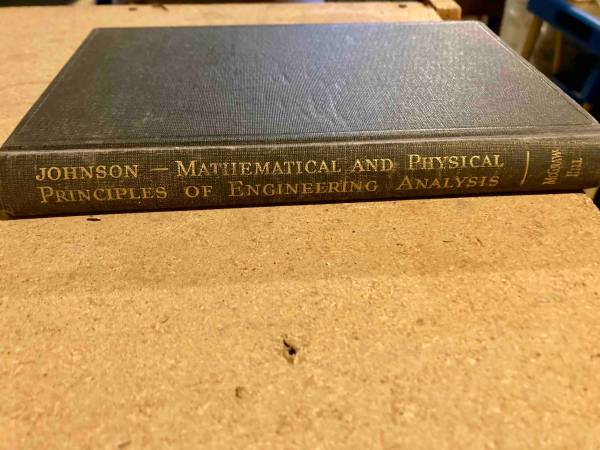 JOHNSON — MATHEMATICAL AND PHYSICAL
PRINCIPLES OF ENGINEERING ANALYSIS
McGRAW-
HILL